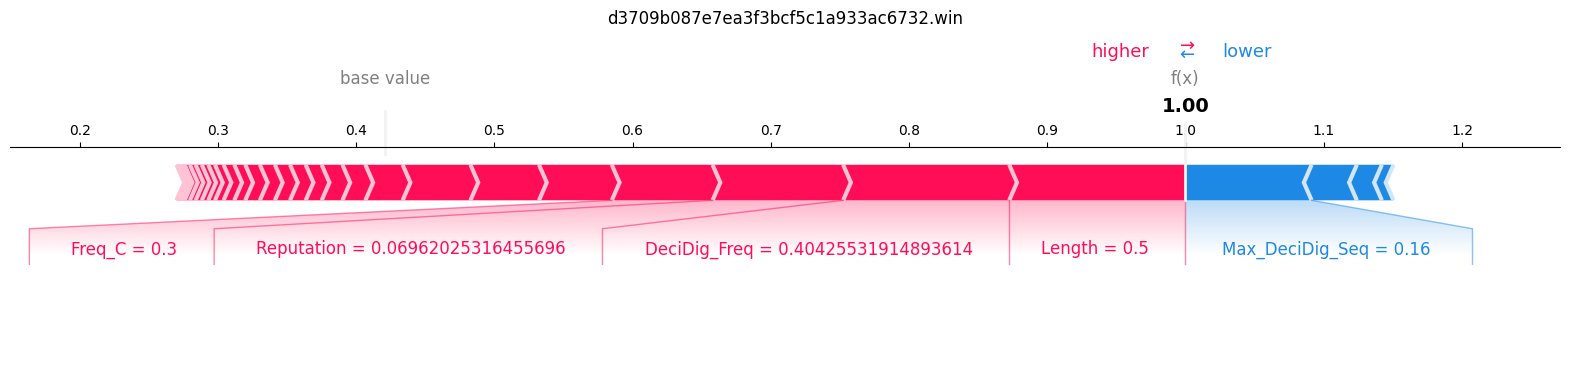 d3709b087e7ea3f3bcf5c1a933ac6732.win
higher ⇄ lower
base value f(x)
1.00
0.2 0.3 0.4 0.5 0.6 0.7 0.8 0.9 1.0 1.1 1.2
Freq_C = 0.3 Reputation = 0.06962025316455696 DeciDig_Freq = 0.40425531914893614 Length = 0.5 Max_DeciDig_Seq = 0.16